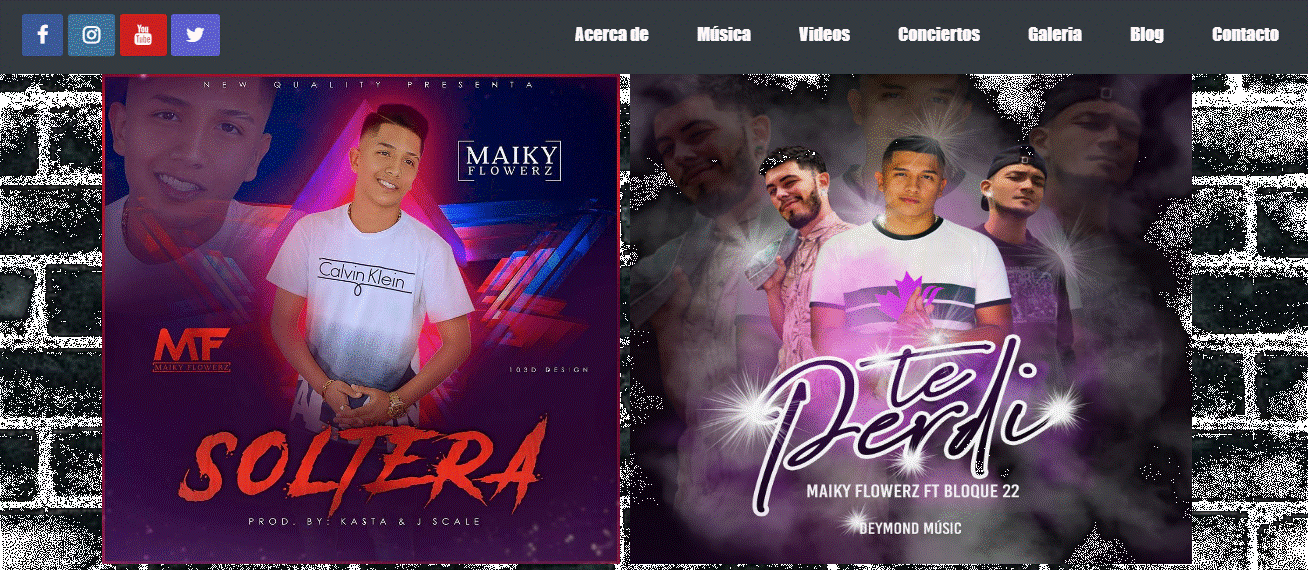 You
Tube
Acerca de
Música
Videos
Conciertos
Galeria
Blog
Contacto
NEW QUALITY PRESENTA
MAIKY
FLOWERZ
Calvin Klein
MF
MAIKY FLOWERZ
103D DESIGN
SOLTERA
PROD. BY: KASTA & J SCALE
te
Perdi
MAIKY FLOWERZ FT BLOQUE 22
DEYMOND MÚSIC